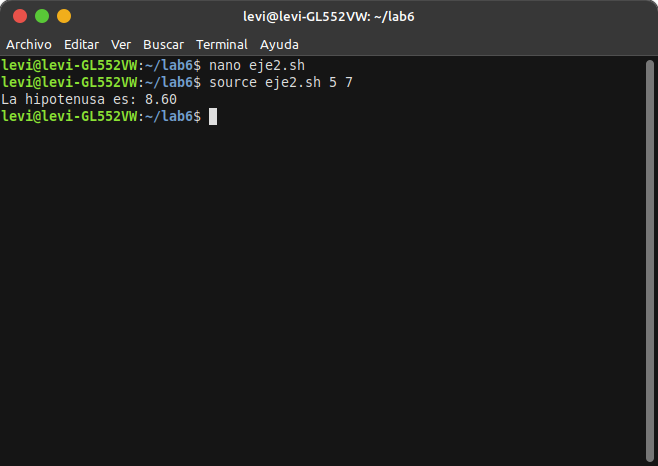 levi@levi-GL552VW: ~/lab6
Archivo Editar Ver Buscar Terminal Ayuda
levi@levi-GL552VW:~/lab6$ nano eje2.sh
levi@levi-GL552VW:~/lab6$ source eje2.sh 5 7
La hipotenusa es: 8.60
levi@levi-GL552VW:~/lab6$